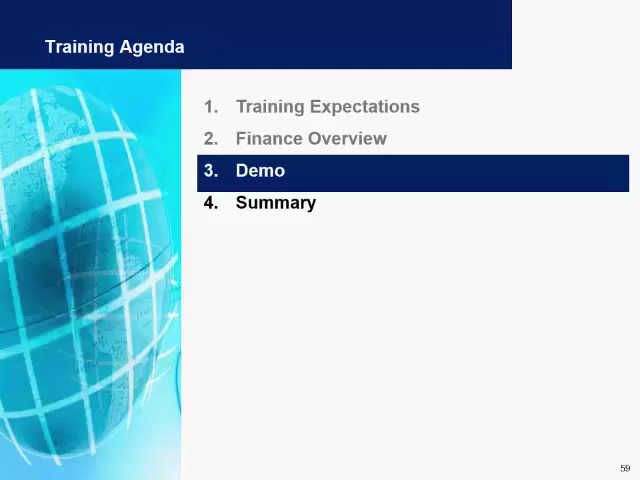 Training Agenda
1. Training Expectations
2. Finance Overview
3. Demo
4. Summary
59